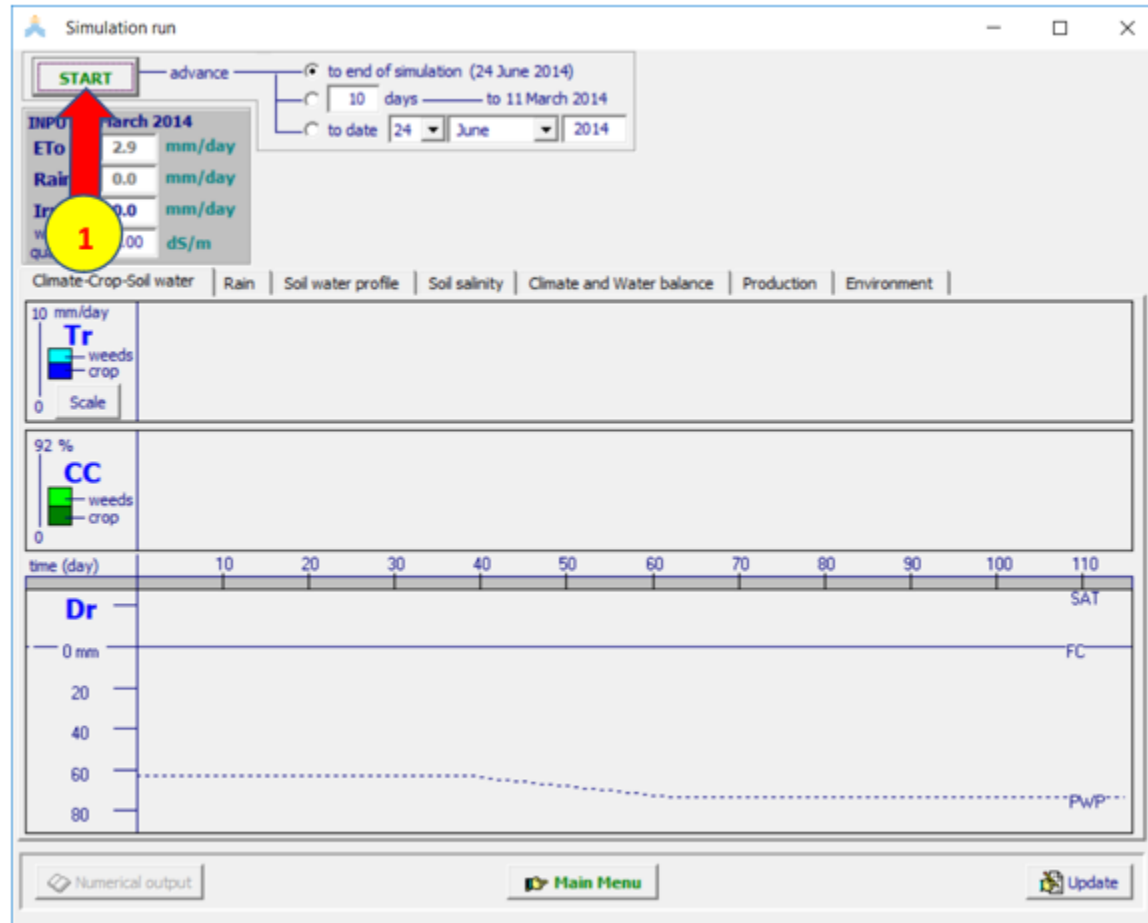 Simulation run
START
advance
to end of simulation (24 June 2014)
10 days to 11 March 2014
to date 24 June 2014
March 2014
ETo 2.9 mm/day
Rain 0.0 mm/day
0.0 mm/day
1
.00 dS/m
Climate-Crop-Soil water Rain Soil water profile Soil salinity Climate and Water balance Production Environment
10 mm/day
Tr
weeds
crop
0 Scale
92 %
CC
weeds
crop
0
time (day) 10 20 30 40 50 60 70 80 90 100 110
Dr SAT
0 mm FC
20
40
60
80 PWP
Numerical output Main Menu Update